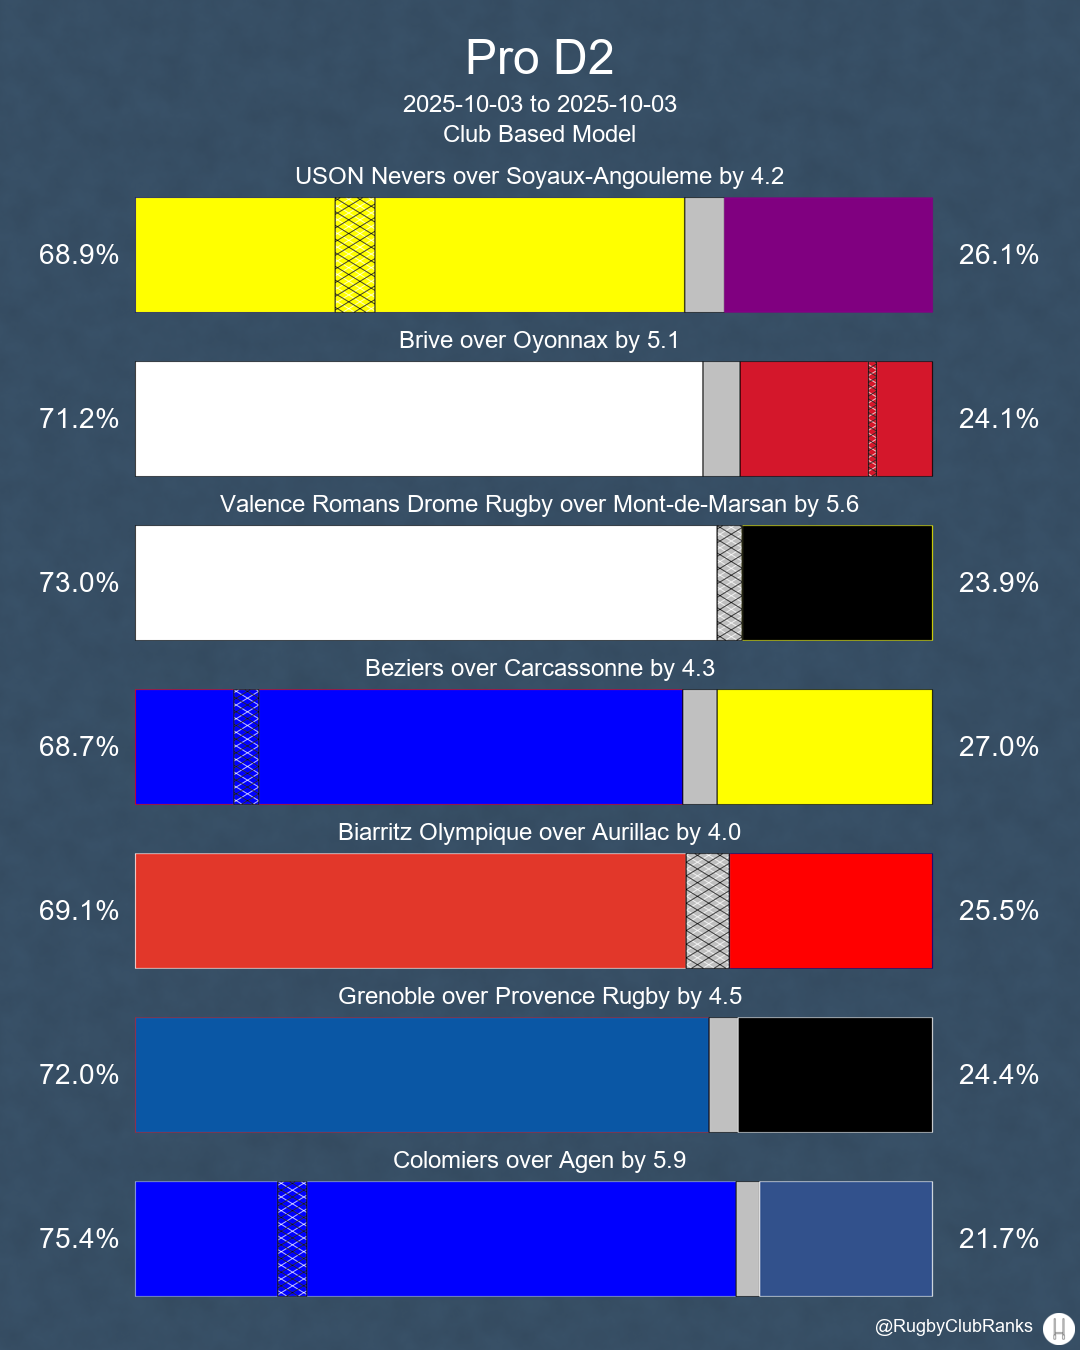 Pro D2
2025-10-03 to 2025-10-03
Club Based Model
USON Nevers over Soyaux-Angouleme by 4.2
68.9%
26.1%
Brive over Oyonnax by 5.1
71.2%
24.1%
Valence Romans Drome Rugby over Mont-de-Marsan by 5.6
73.0%
23.9%
Beziers over Carcassonne by 4.3
68.7%
27.0%
Biarritz Olympique over Aurillac by 4.0
69.1%
25.5%
Grenoble over Provence Rugby by 4.5
72.0%
24.4%
Colomiers over Agen by 5.9
75.4%
21.7%
@RugbyClubRanks